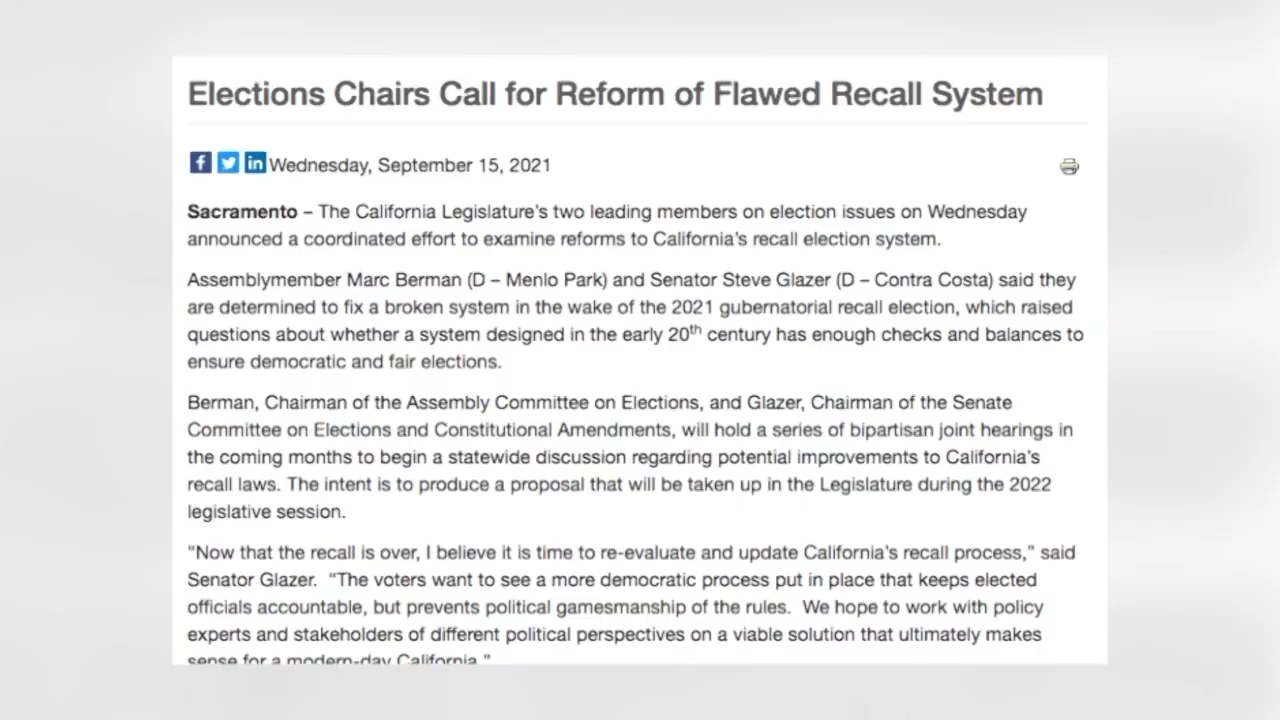 Elections Chairs Call for Reform of Flawed Recall System
f in Wednesday, September 15, 2021
Sacramento – The California Legislature's two leading members on election issues on Wednesday
announced a coordinated effort to examine reforms to California's recall election system.
Assemblymember Marc Berman (D – Menlo Park) and Senator Steve Glazer (D – Contra Costa) said they
are determined to fix a broken system in the wake of the 2021 gubernatorial recall election, which raised
questions about whether a system designed in the early 20th century has enough checks and balances to
ensure democratic and fair elections.
Berman, Chairman of the Assembly Committee on Elections, and Glazer, Chairman of the Senate
Committee on Elections and Constitutional Amendments, will hold a series of bipartisan joint hearings in
the coming months to begin a statewide discussion regarding potential improvements to California's
recall laws. The intent is to produce a proposal that will be taken up in the Legislature during the 2022
legislative session.
“Now that the recall is over, I believe it is time to re-evaluate and update California's recall process,” said
Senator Glazer. “The voters want to see a more democratic process put in place that keeps elected
officials accountable, but prevents political gamesmanship of the rules. We hope to work with policy
experts and stakeholders of different political perspectives on a viable solution that ultimately makes
sense for a modern-day California.”